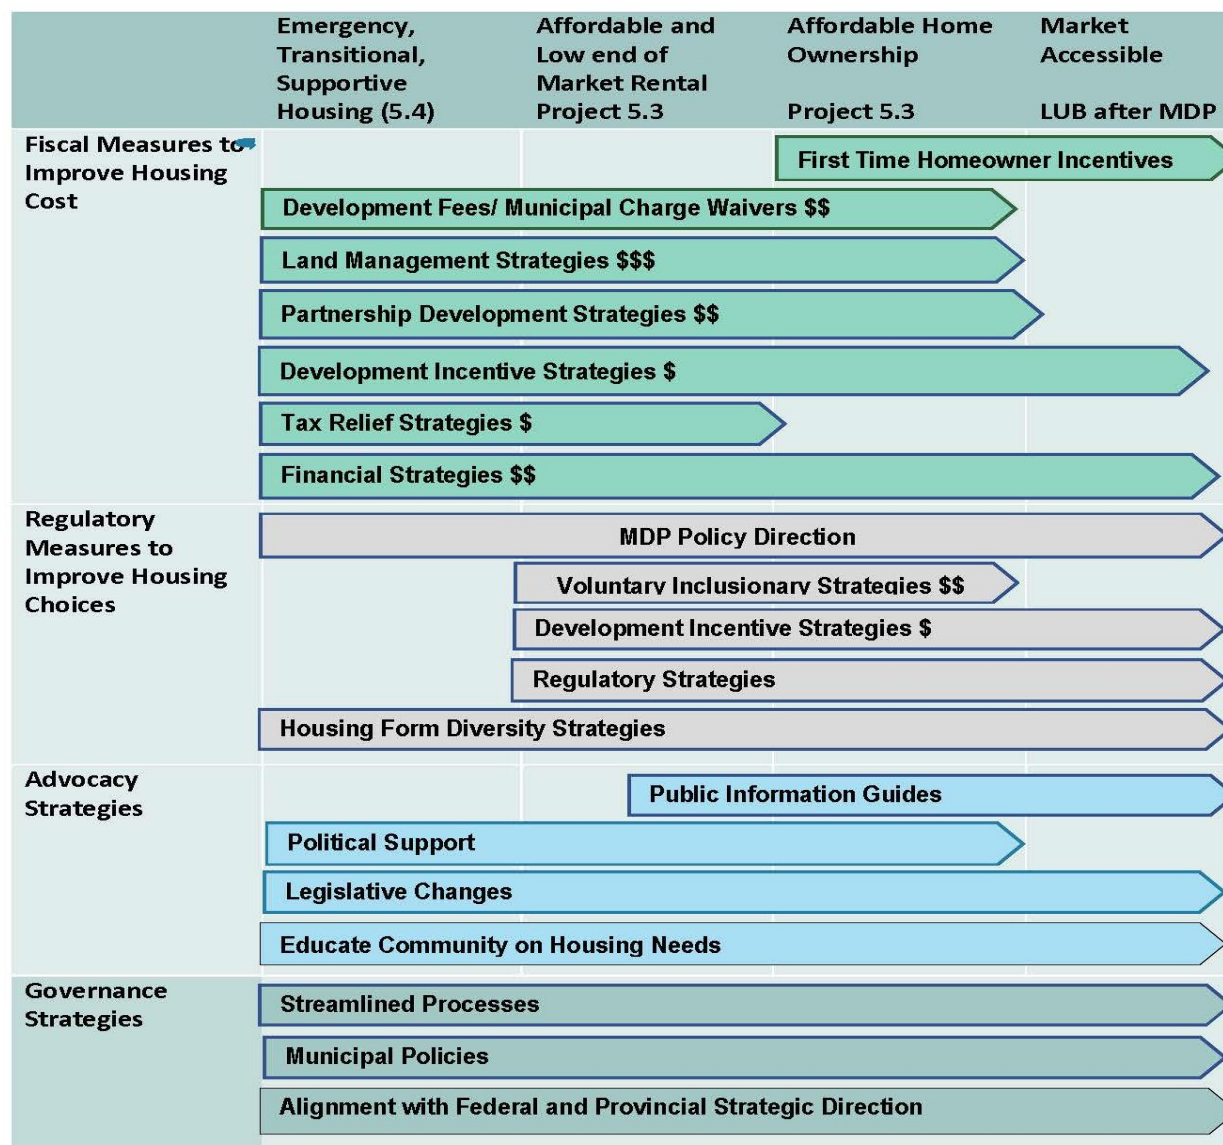 Emergency,
Transitional,
Supportive
Housing (5.4)
Affordable and
Low end of
Market Rental
Project 5.3
Affordable Home
Ownership
Project 5.3
Market
Accessible
LUB after MDP
Fiscal Measures to
Improve Housing
Cost
First Time Homeowner Incentives
Development Fees/ Municipal Charge Waivers $$
Land Management Strategies $$$
Partnership Development Strategies $$
Development Incentive Strategies $
Tax Relief Strategies $
Financial Strategies $$
Regulatory
Measures to
Improve Housing
Choices
MDP Policy Direction
Voluntary Inclusionary Strategies $$
Development Incentive Strategies $
Regulatory Strategies
Housing Form Diversity Strategies
Advocacy
Strategies
Public Information Guides
Political Support
Legislative Changes
Educate Community on Housing Needs
Governance
Strategies
Streamlined Processes
Municipal Policies
Alignment with Federal and Provincial Strategic Direction